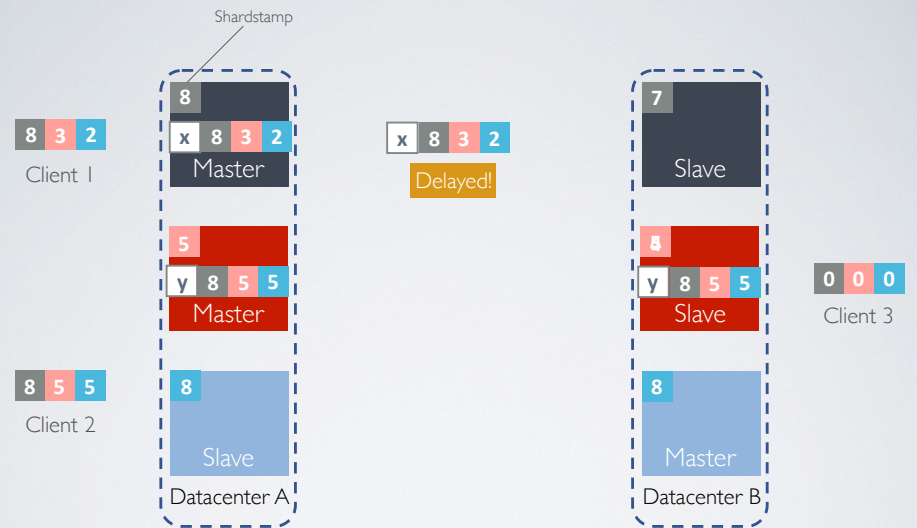 Shardstamp
8
7
8 3 2
x 8 3 2
x 8 3 2
Client 1
Master
Delayed!
Slave
5
y 8 5 5
y 8 5 5
0 0 0
Master
Slave
Client 3
8 5 5
8
8
Client 2
Slave
Master
Datacenter A
Datacenter B